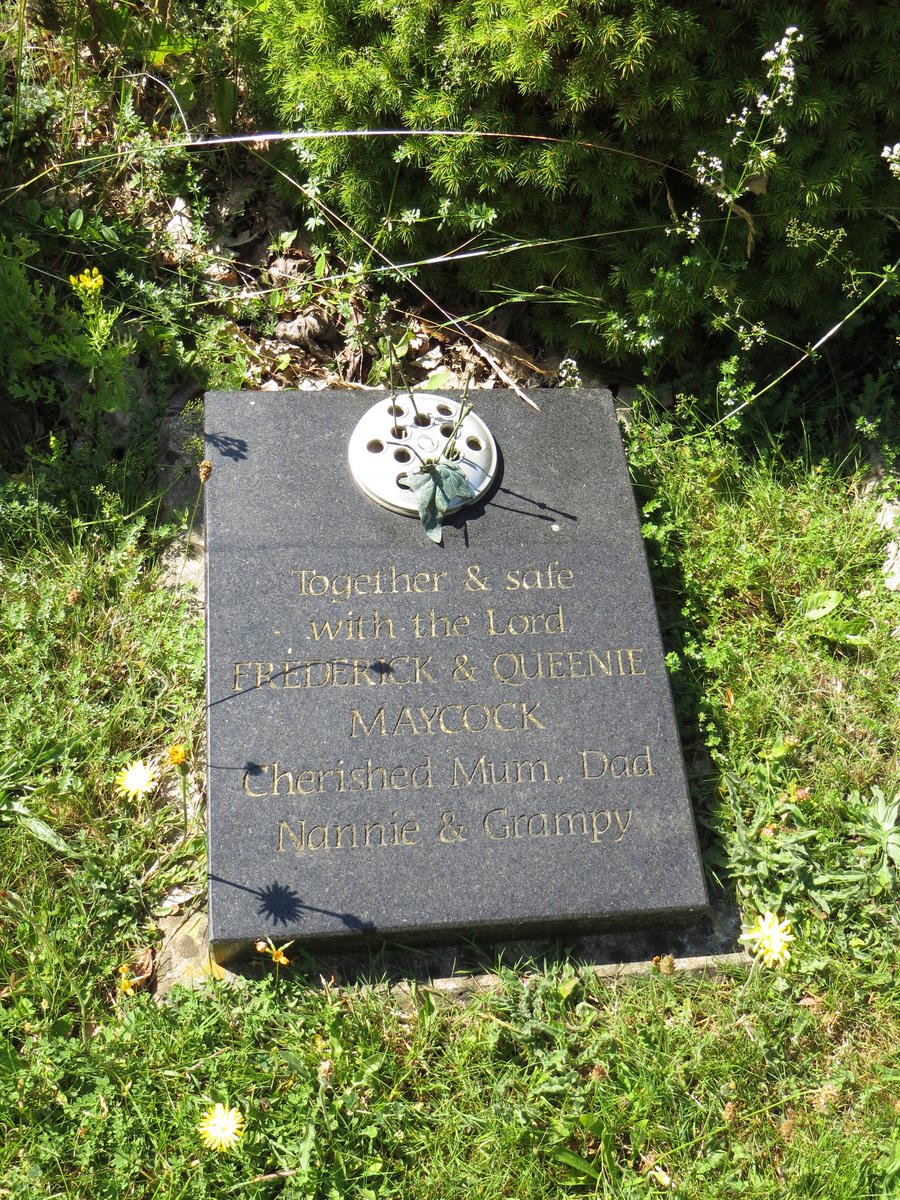 Together & safe
with the Lord
FREDERICK & QUEENIE
MAYCOCK
Cherished Mum, Dad
Nannie & Grampy